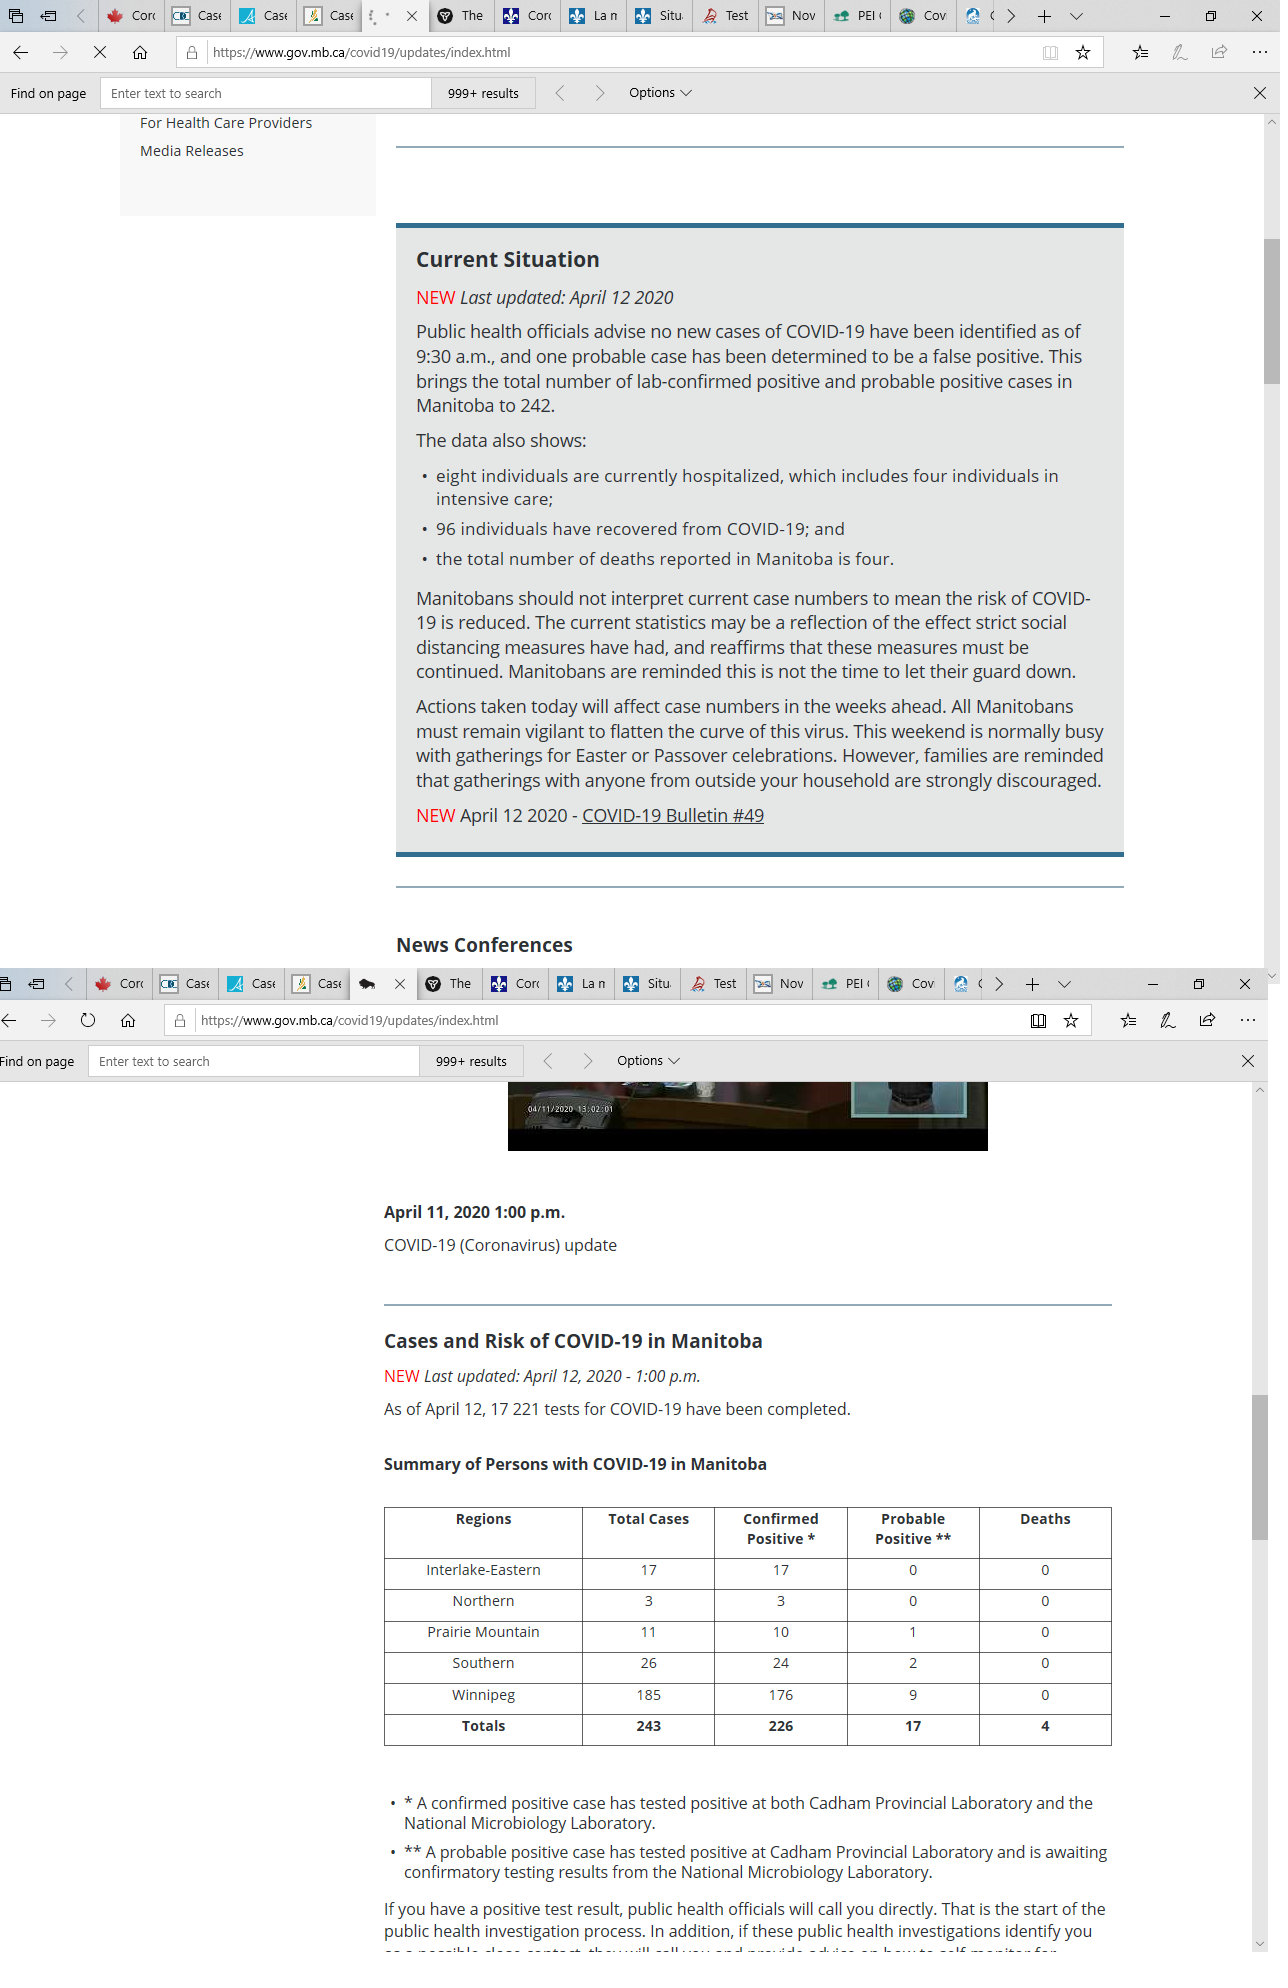 Corc Case Case Case The Corc La m Situ Test Nov PEI Cov
https://www.gov.mb.ca/covid19/updates/index.html
Find on page Enter text to search 999+ results Options
For Health Care Providers
Media Releases
Current Situation
NEW Last updated: April 12 2020
Public health officials advise no new cases of COVID-19 have been identified as of
9:30 a.m., and one probable case has been determined to be a false positive. This
brings the total number of lab-confirmed positive and probable positive cases in
Manitoba to 242.
The data also shows:
• eight individuals are currently hospitalized, which includes four individuals in
intensive care;
• 96 individuals have recovered from COVID-19; and
• the total number of deaths reported in Manitoba is four.
Manitobans should not interpret current case numbers to mean the risk of COVID-
19 is reduced. The current statistics may be a reflection of the effect strict social
distancing measures have had, and reaffirms that these measures must be
continued. Manitobans are reminded this is not the time to let their guard down.
Actions taken today will affect case numbers in the weeks ahead. All Manitobans
must remain vigilant to flatten the curve of this virus. This weekend is normally busy
with gatherings for Easter or Passover celebrations. However, families are reminded
that gatherings with anyone from outside your household are strongly discouraged.
NEW April 12 2020 - COVID-19 Bulletin #49
News Conferences
Corc Case Case Case The Corc La m Situ Test Nov PEI Cov
https://www.gov.mb.ca/covid19/updates/index.html
Find on page Enter text to search 999+ results Options
04/11/2020 13:02:01
April 11, 2020 1:00 p.m.
COVID-19 (Coronavirus) update
Cases and Risk of COVID-19 in Manitoba
NEW Last updated: April 12, 2020 - 1:00 p.m.
As of April 12, 17 221 tests for COVID-19 have been completed.
Summary of Persons with COVID-19 in Manitoba
Regions Total Cases Confirmed Positive * Probable Positive ** Deaths
Interlake-Eastern 17 17 0 0
Northern 3 3 0 0
Prairie Mountain 11 10 1 0
Southern 26 24 2 0
Winnipeg 185 176 9 0
Totals 243 226 17 4
• * A confirmed positive case has tested positive at both Cadham Provincial Laboratory and the
National Microbiology Laboratory.
• ** A probable positive case has tested positive at Cadham Provincial Laboratory and is awaiting
confirmatory testing results from the National Microbiology Laboratory.
If you have a positive test result, public health officials will call you directly. That is the start of the
public health investigation process. In addition, if these public health investigations identify you